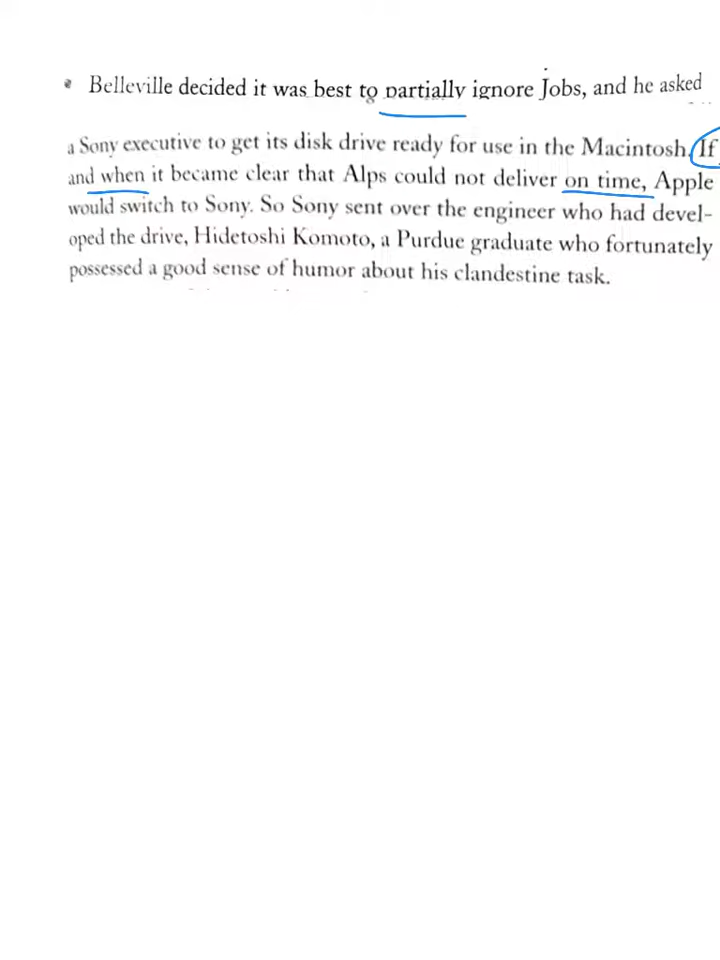 Belleville decided it was best to partially ignore Jobs, and he asked
a Sony executive to get its disk drive ready for use in the Macintosh. If
and when it became clear that Alps could not deliver on time, Apple
would switch to Sony. So Sony sent over the engineer who had devel-
oped the drive, Hidetoshi Komoto, a Purdue graduate who fortunately
possessed a good sense of humor about his clandestine task.